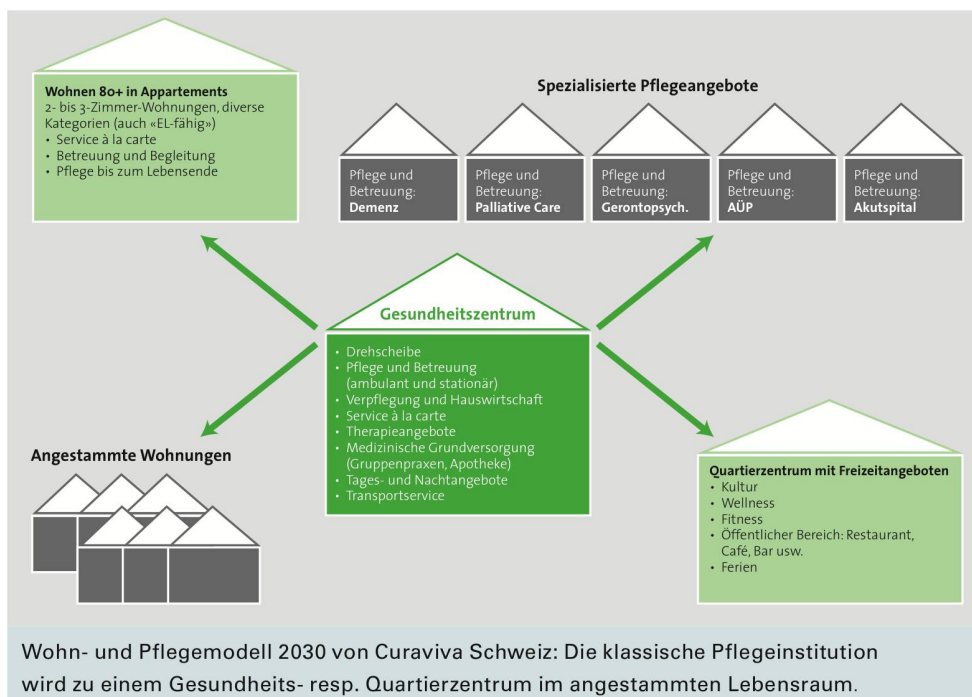 Wohnen 80+ in Appartements
2- bis 3-Zimmer-Wohnungen, diverse
Kategorien (auch «EL-fähig»)
• Service à la carte
• Betreuung und Begleitung
• Pflege bis zum Lebensende
Spezialisierte Pflegeangebote
Pflege und
Betreuung:
Demenz
Pflege und
Betreuung:
Palliative Care
Pflege und
Betreuung:
Gerontopsych.
Pflege und
Betreuung:
AÜP
Pflege und
Betreuung:
Akutspital
Gesundheitszentrum
• Drehscheibe
• Pflege und Betreuung
(ambulant und stationär)
• Verpflegung und Hauswirtschaft
• Service à la carte
• Therapieangebote
• Medizinische Grundversorgung
(Gruppenpraxen, Apotheke)
• Tages- und Nachtangebote
• Transportservice
Angestammte Wohnungen
Quartierzentrum mit Freizeitangeboten
• Kultur
• Wellness
• Fitness
• Öffentlicher Bereich: Restaurant,
Café, Bar usw.
• Ferien
Wohn- und Pflegemodell 2030 von Curaviva Schweiz: Die klassische Pflegeinstitution
wird zu einem Gesundheits- resp. Quartierzentrum im angestammten Lebensraum.